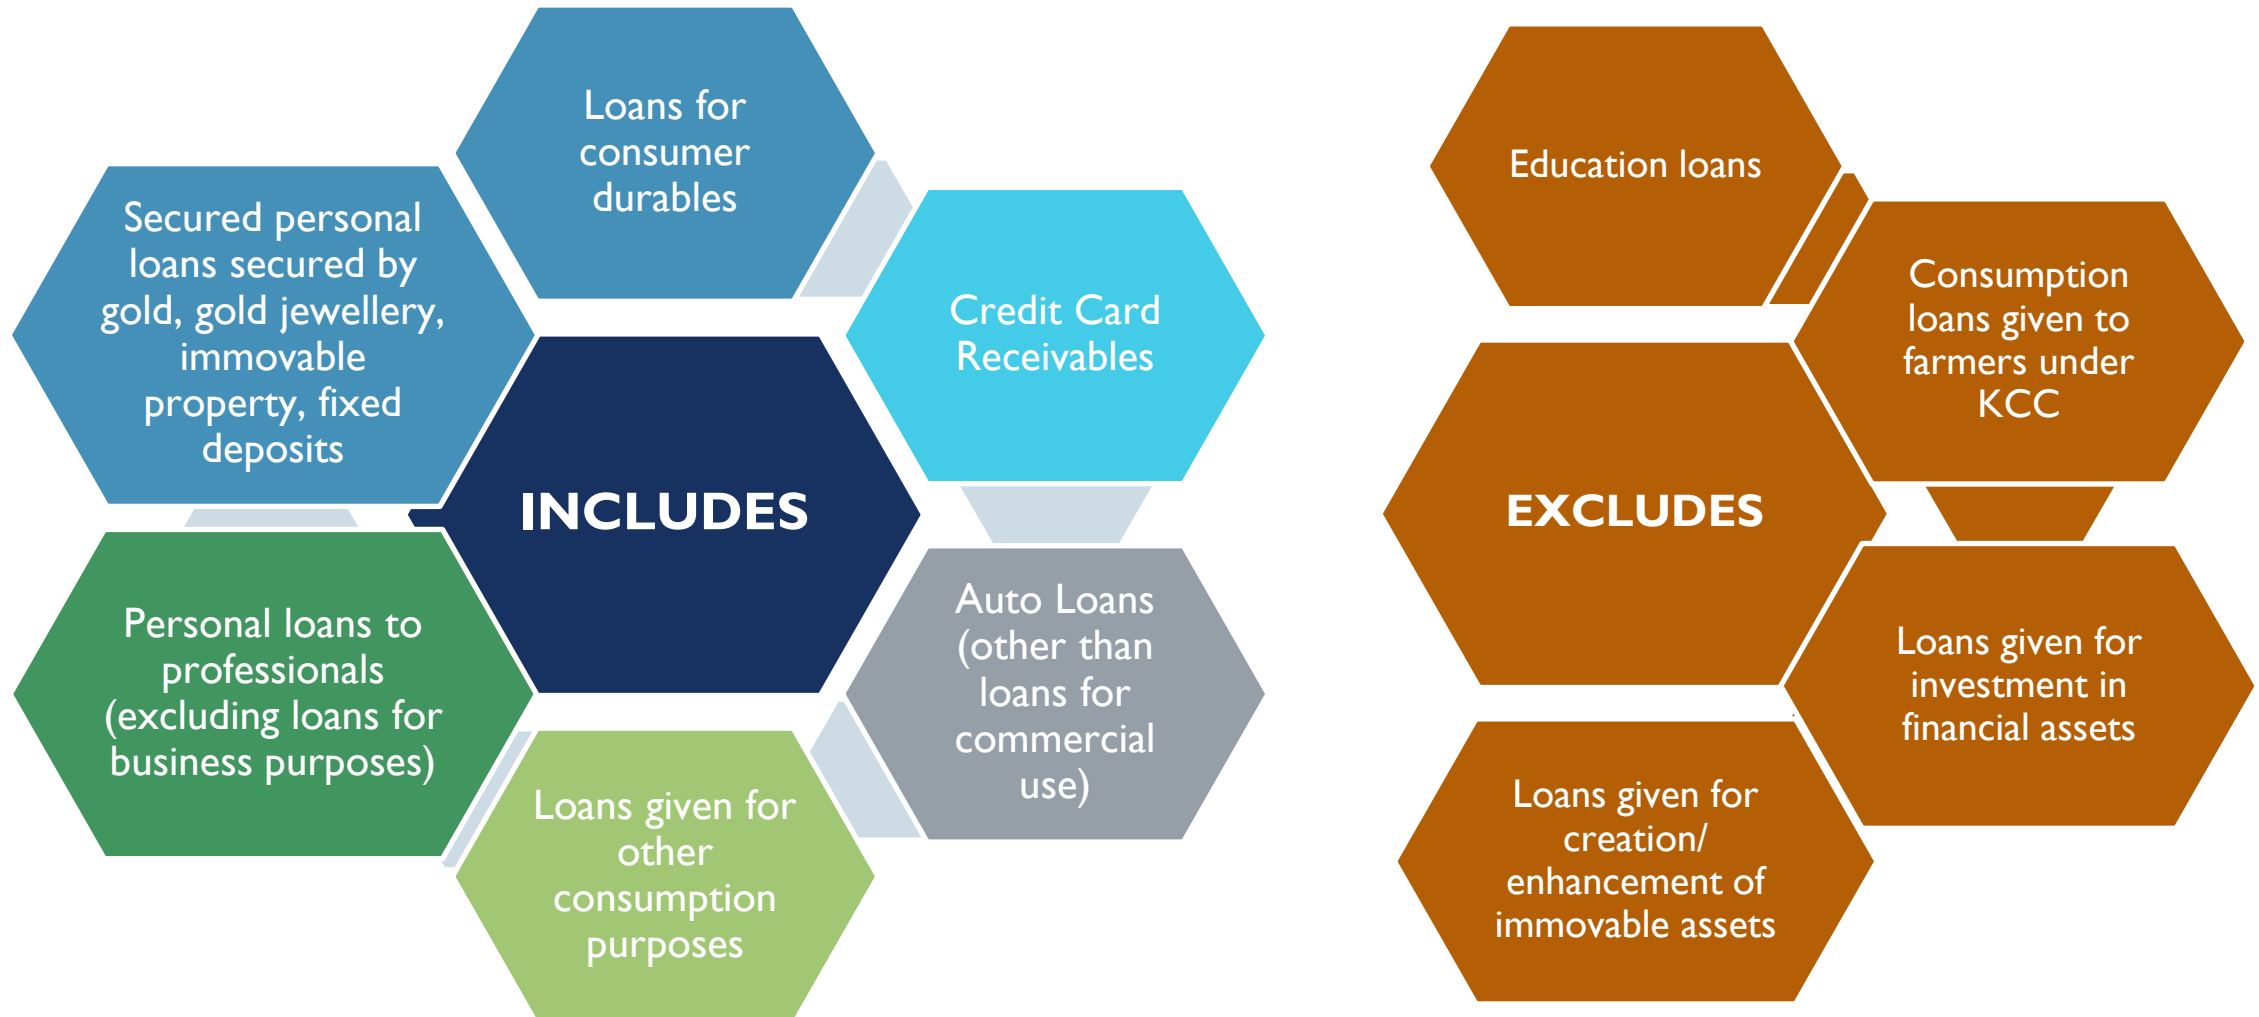 Loans for
consumer
durables
Secured personal
loans secured by
gold, gold jewellery,
immovable
property, fixed
deposits
Credit Card
Receivables
INCLUDES
Personal loans to
professionals
(excluding loans for
business purposes)
Auto Loans
(other than
loans for
commercial
use)
Loans given for
other
consumption
purposes
Education loans
Consumption
loans given to
farmers under
KCC
EXCLUDES
Loans given for
investment in
financial assets
Loans given for
creation/
enhancement of
immovable assets